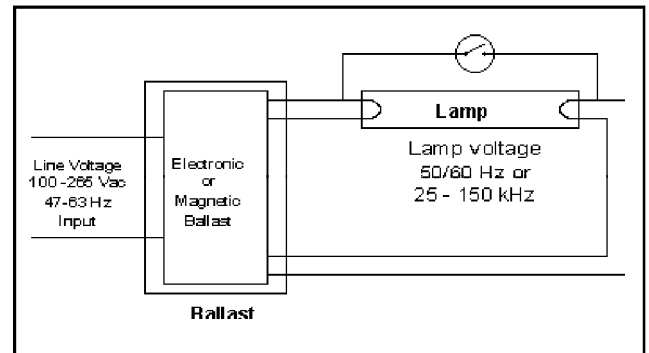 Lamp
Lamp voltage
50/60 Hz or
25 - 150 kHz
Line Voltage
100-265 Vac
47-63 Hz
Input
Electronic
or
Magnetic
Ballast
Ballast